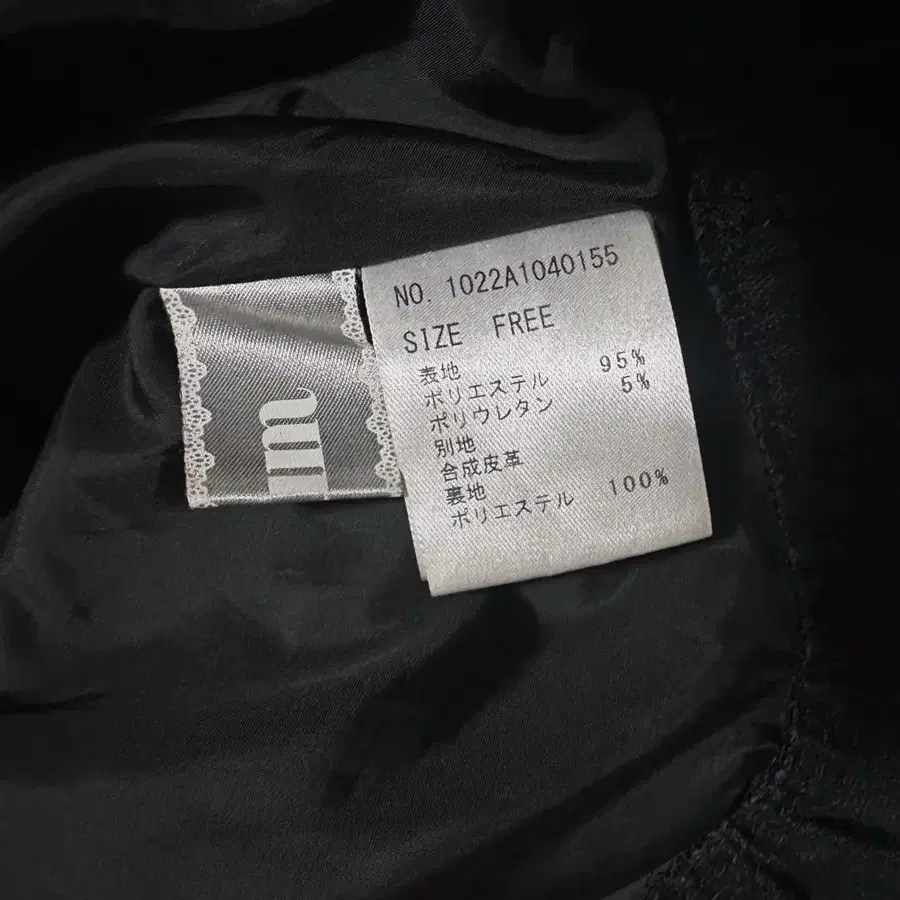 m
NO. 1022A1040155
SIZE FREE
表地
ポリエステル 95%
ポリウレタン 5%
別地
合成皮革
裏地
ポリエステル 100%